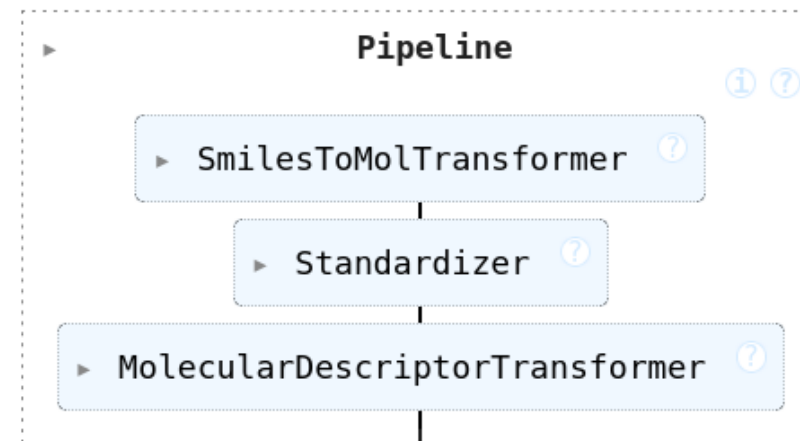 Pipeline
i ?
SmilesToMolTransformer ?
Standardizer ?
MolecularDescriptorTransformer ?